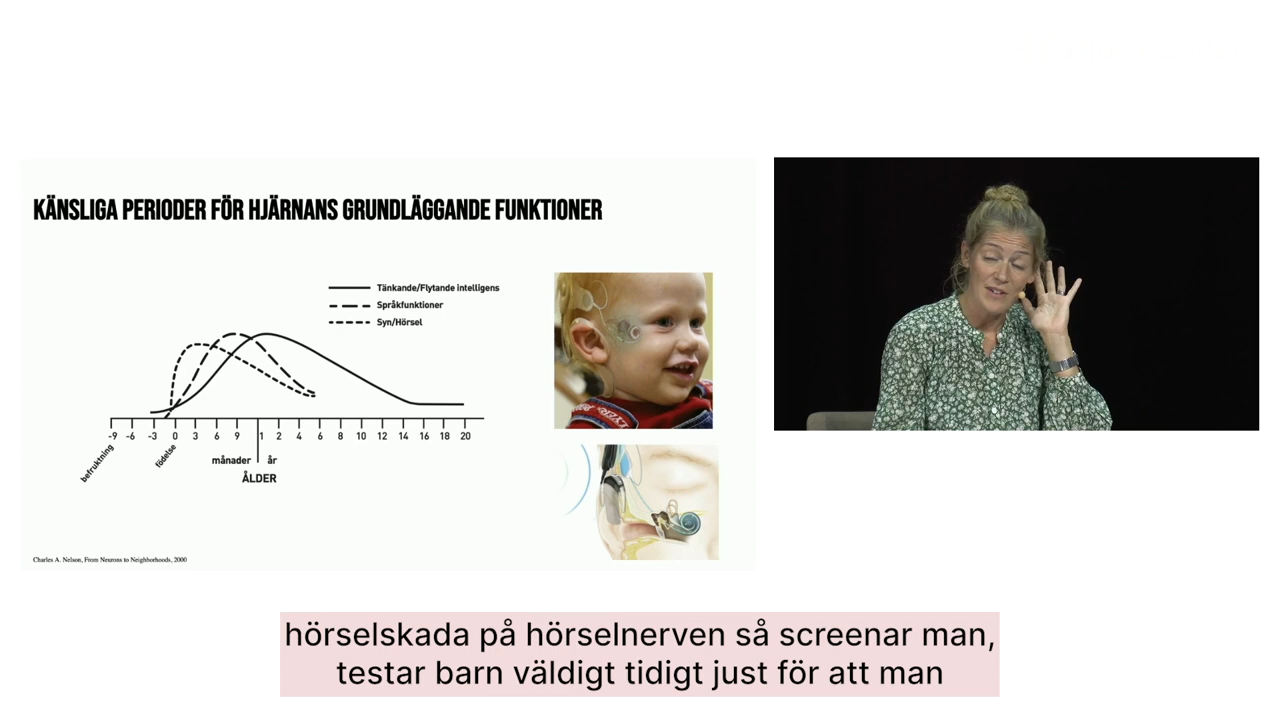 KÄNSLIGA PERIODER FÖR HJÄRNANS GRUNDLÄGGANDE FUNKTIONER
Tänkande/Flytande intelligens
Språkfunktioner
Syn/Hörsel
-9 -6 -3 0 3 6 9 1 2 4 6 8 10 12 14 16 18 20
befruktning
födelse
månader år
ÅLDER
Charles A. Nelson, From Neurons to Neighborhoods, 2000
hörselskada på hörselnerven så screenar man,
testar barn väldigt tidigt just för att man